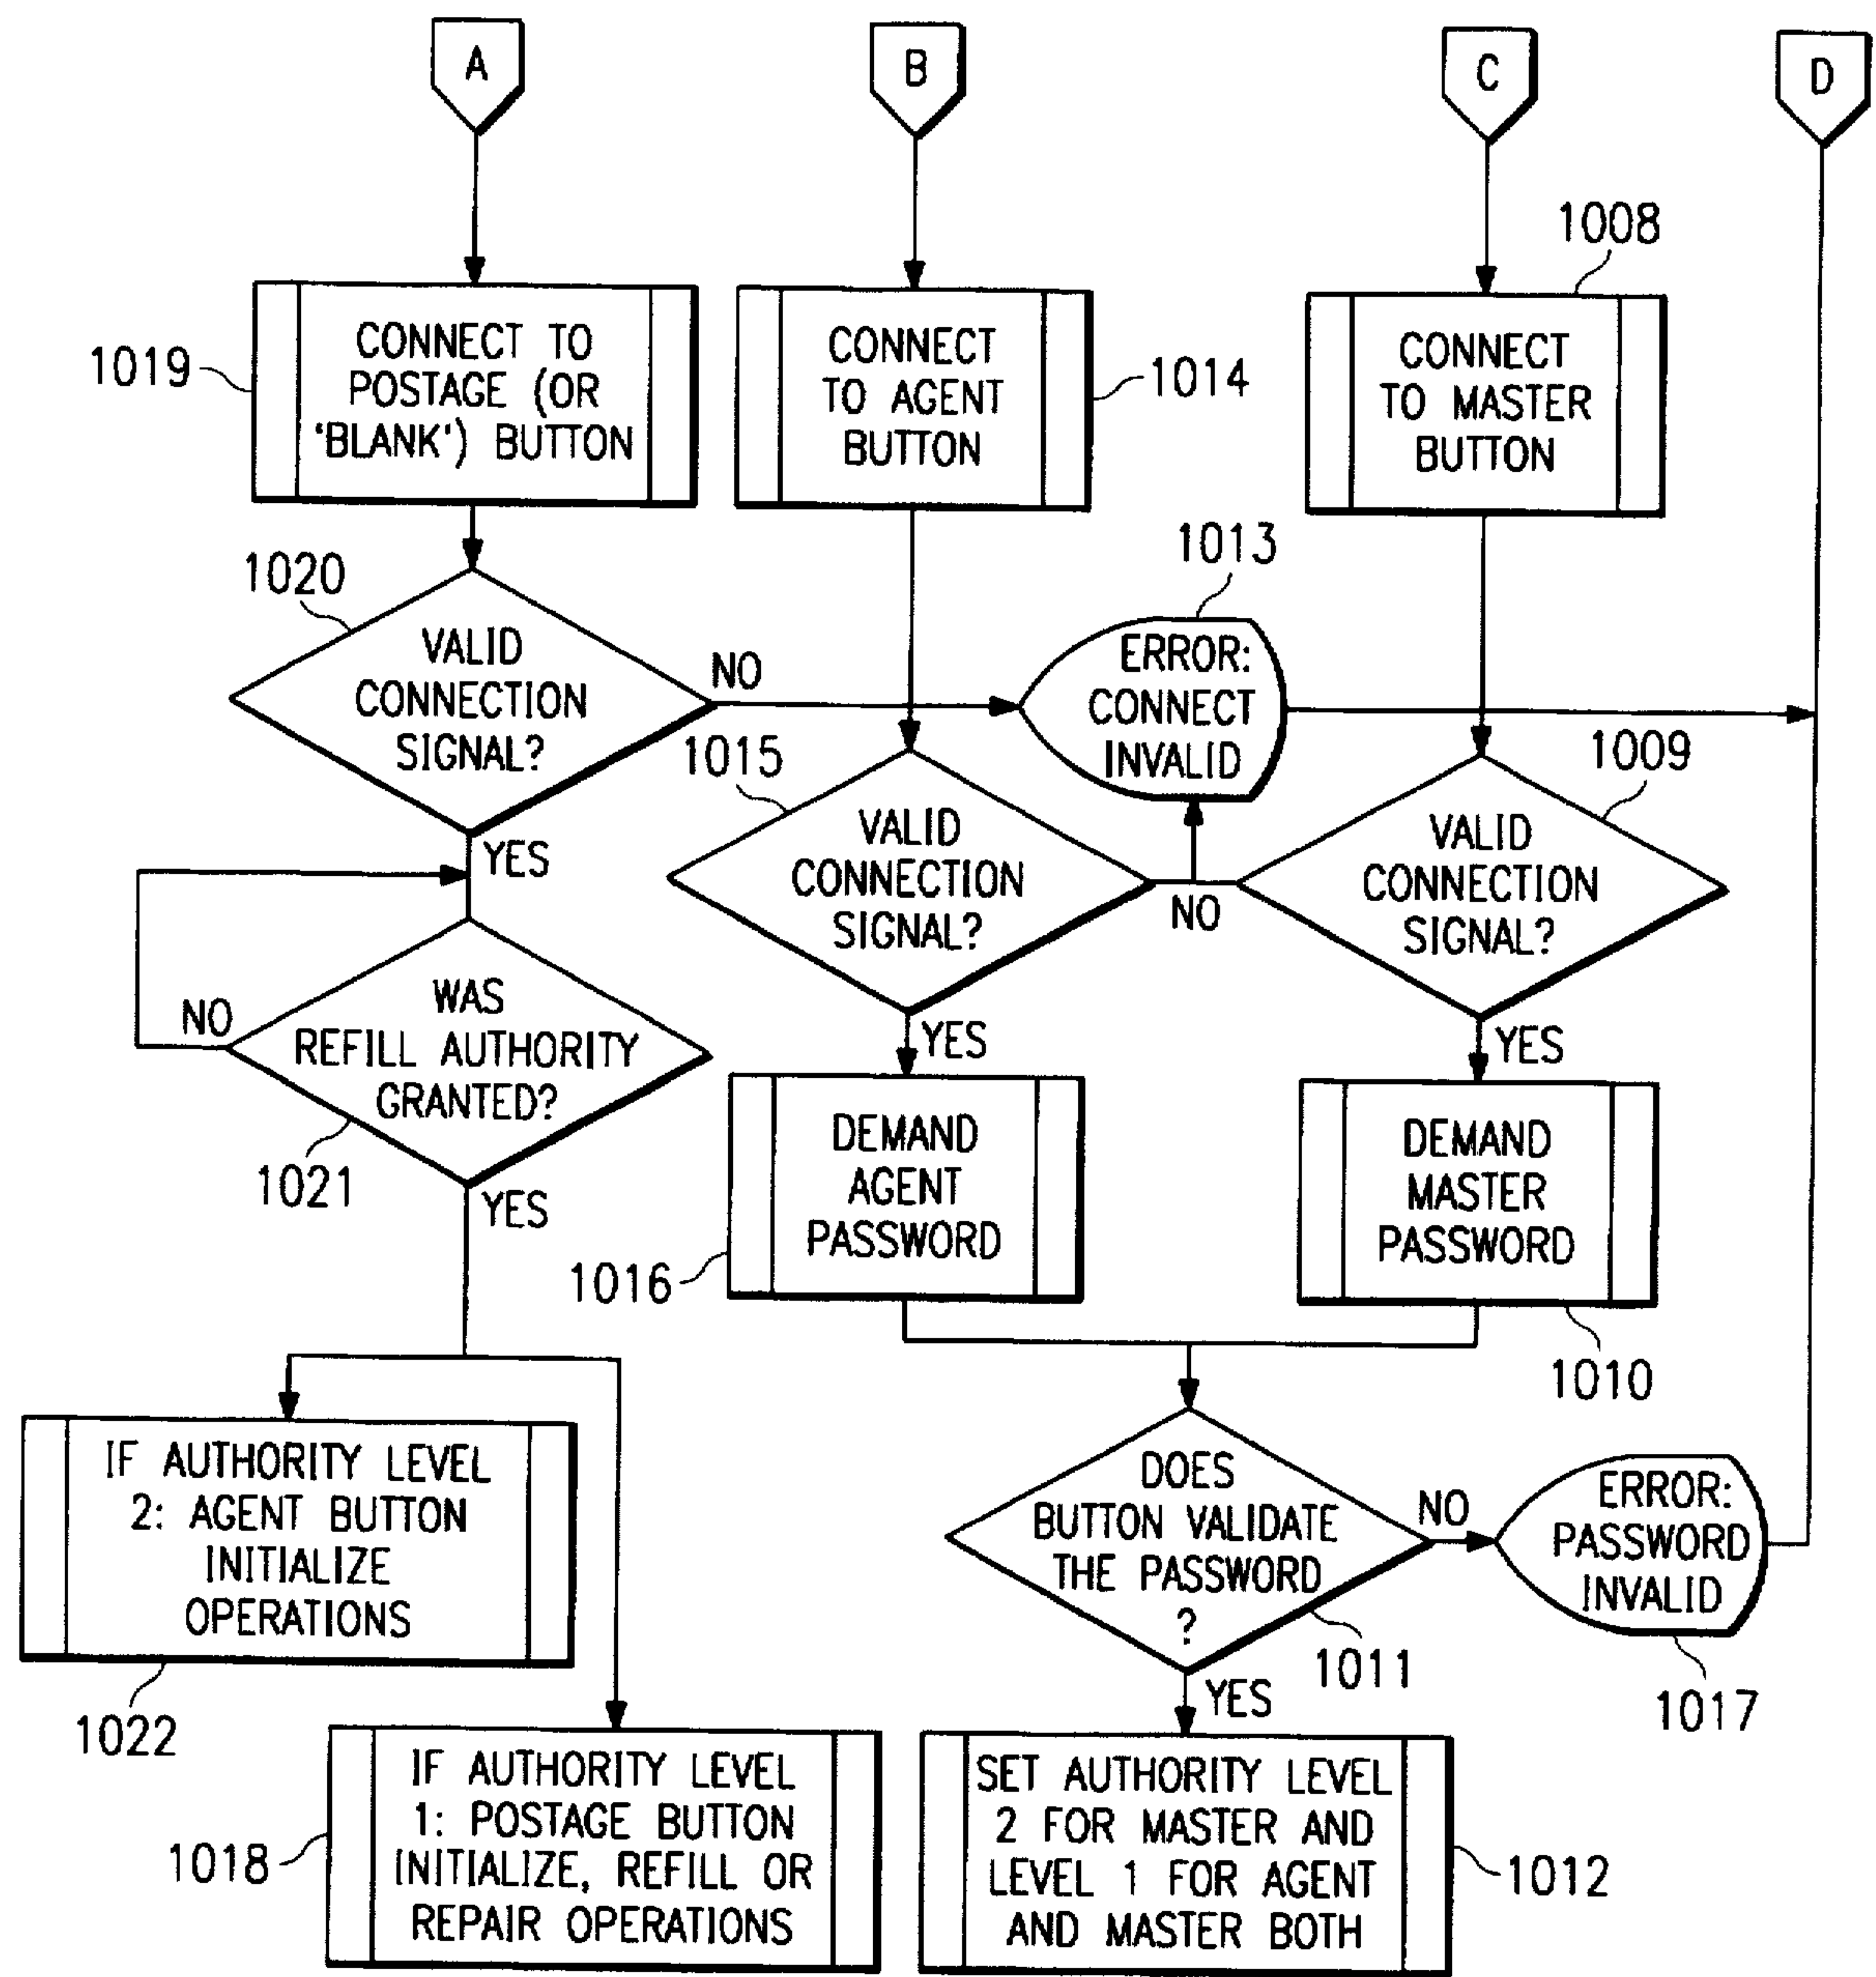 A
B
C
D
1008
CONNECT TO
POSTAGE (OR
'BLANK') BUTTON
1019
CONNECT
TO AGENT
BUTTON
1014
CONNECT
TO MASTER
BUTTON
1013
1020
VALID
CONNECTION
SIGNAL?
NO
ERROR:
CONNECT
INVALID
1015
1009
YES
VALID
CONNECTION
SIGNAL?
NO
VALID
CONNECTION
SIGNAL?
NO
WAS
REFILL AUTHORITY
GRANTED?
1021
YES
YES
YES
DEMAND
AGENT
PASSWORD
1016
DEMAND
MASTER
PASSWORD
1010
IF AUTHORITY LEVEL
2: AGENT BUTTON
INITIALIZE
OPERATIONS
1022
DOES
BUTTON VALIDATE
THE PASSWORD
?
1011
NO
ERROR:
PASSWORD
INVALID
1017
YES
IF AUTHORITY LEVEL
1: POSTAGE BUTTON
INITIALIZE, REFILL OR
REPAIR OPERATIONS
1018
SET AUTHORITY LEVEL
2 FOR MASTER AND
LEVEL 1 FOR AGENT
AND MASTER BOTH
1012